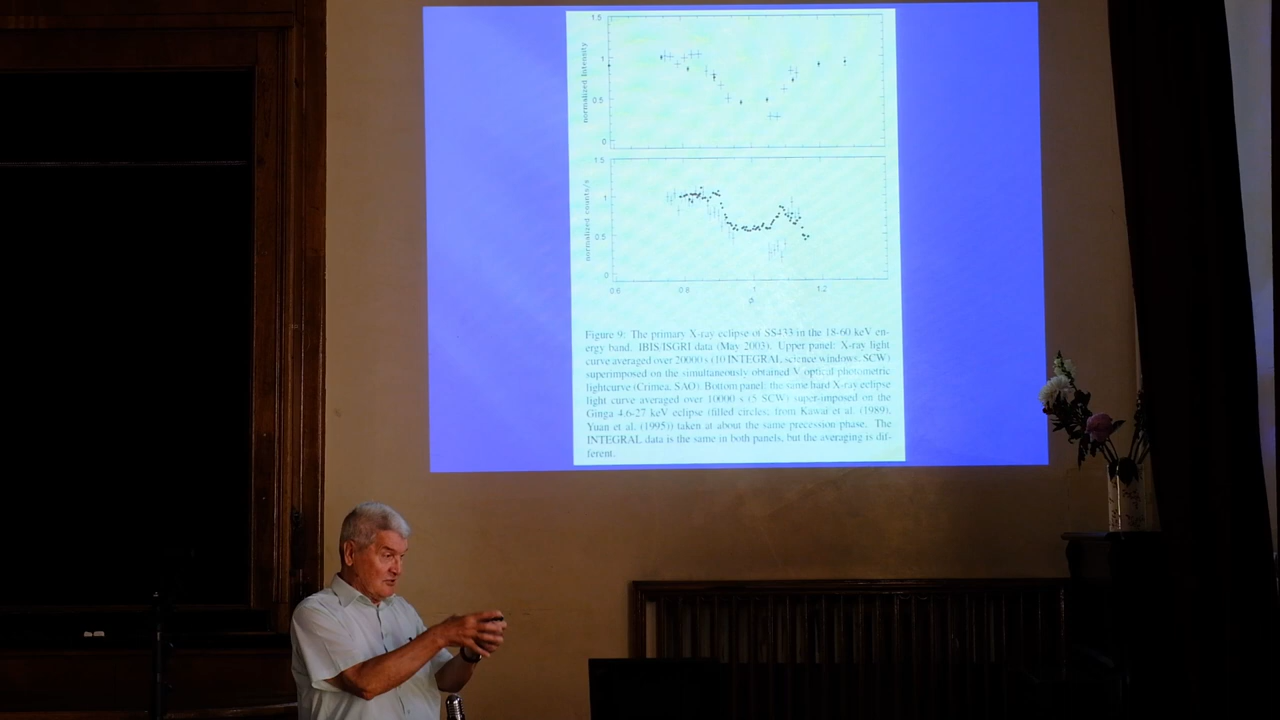 1.5
1
0.5
0
normalized Intensity
1.5
1
0.5
0
normalized counts/s
0.6 0.8 1 1.2
ϕ
Figure 9: The primary X-ray eclipse of SS433 in the 18-60 keV en-
ergy band. IBIS/ISGRI data (May 2003). Upper panel: X-ray light
curve averaged over 20000 s (10 INTEGRAL science windows, SCW)
superimposed on the simultaneously obtained V optical photometric
lightcurve (Crimea, SAO). Bottom panel: the same hard X-ray eclipse
light curve averaged over 10000 s (5 SCW) super-imposed on the
Ginga 4.6-27 keV eclipse (filled circles; from Kawai et al. (1989),
Yuan et al. (1995)) taken at about the same precession phase. The
INTEGRAL data is the same in both panels, but the averaging is dif-
ferent.